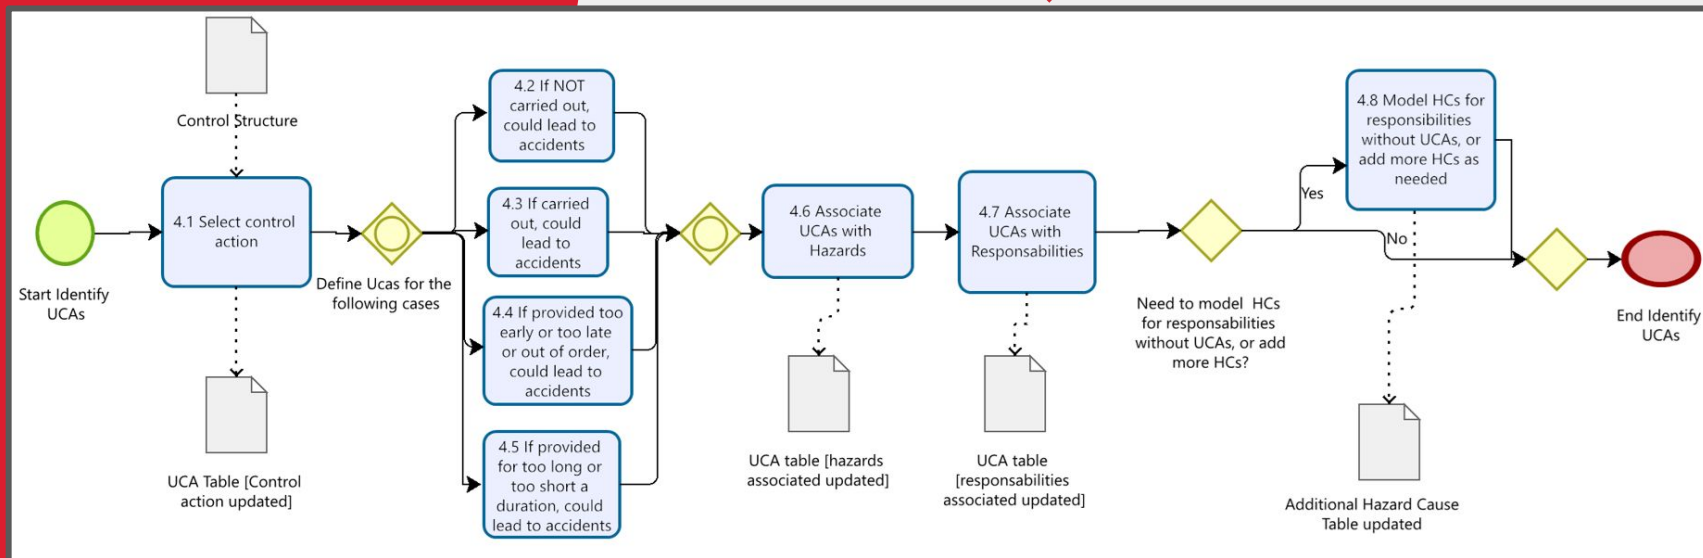 Control Structure
Start Identify
UCAs
4.1 Select control
action
UCA Table [Control
action updated]
Define Ucas for the
following cases
4.2 If NOT
carried out,
could lead to
accidents
4.3 If carried
out, could
lead to
accidents
4.4 If provided too
early or too late
or out of order,
could lead to
accidents
4.5 If provided
for too long or
too short a
duration, could
lead to accidents
4.6 Associate
UCAs with
Hazards
UCA table [hazards
associated updated]
4.7 Associate
UCAs with
Responsabilities
UCA table
[responsabilities
associated updated]
Need to model HCs
for responsabilities
without UCAs, or add
more HCs?
Yes
No
4.8 Model HCs for
responsibilities
without UCAs, or
add more HCs as
needed
Additional Hazard Cause
Table updated
End Identify
UCAs